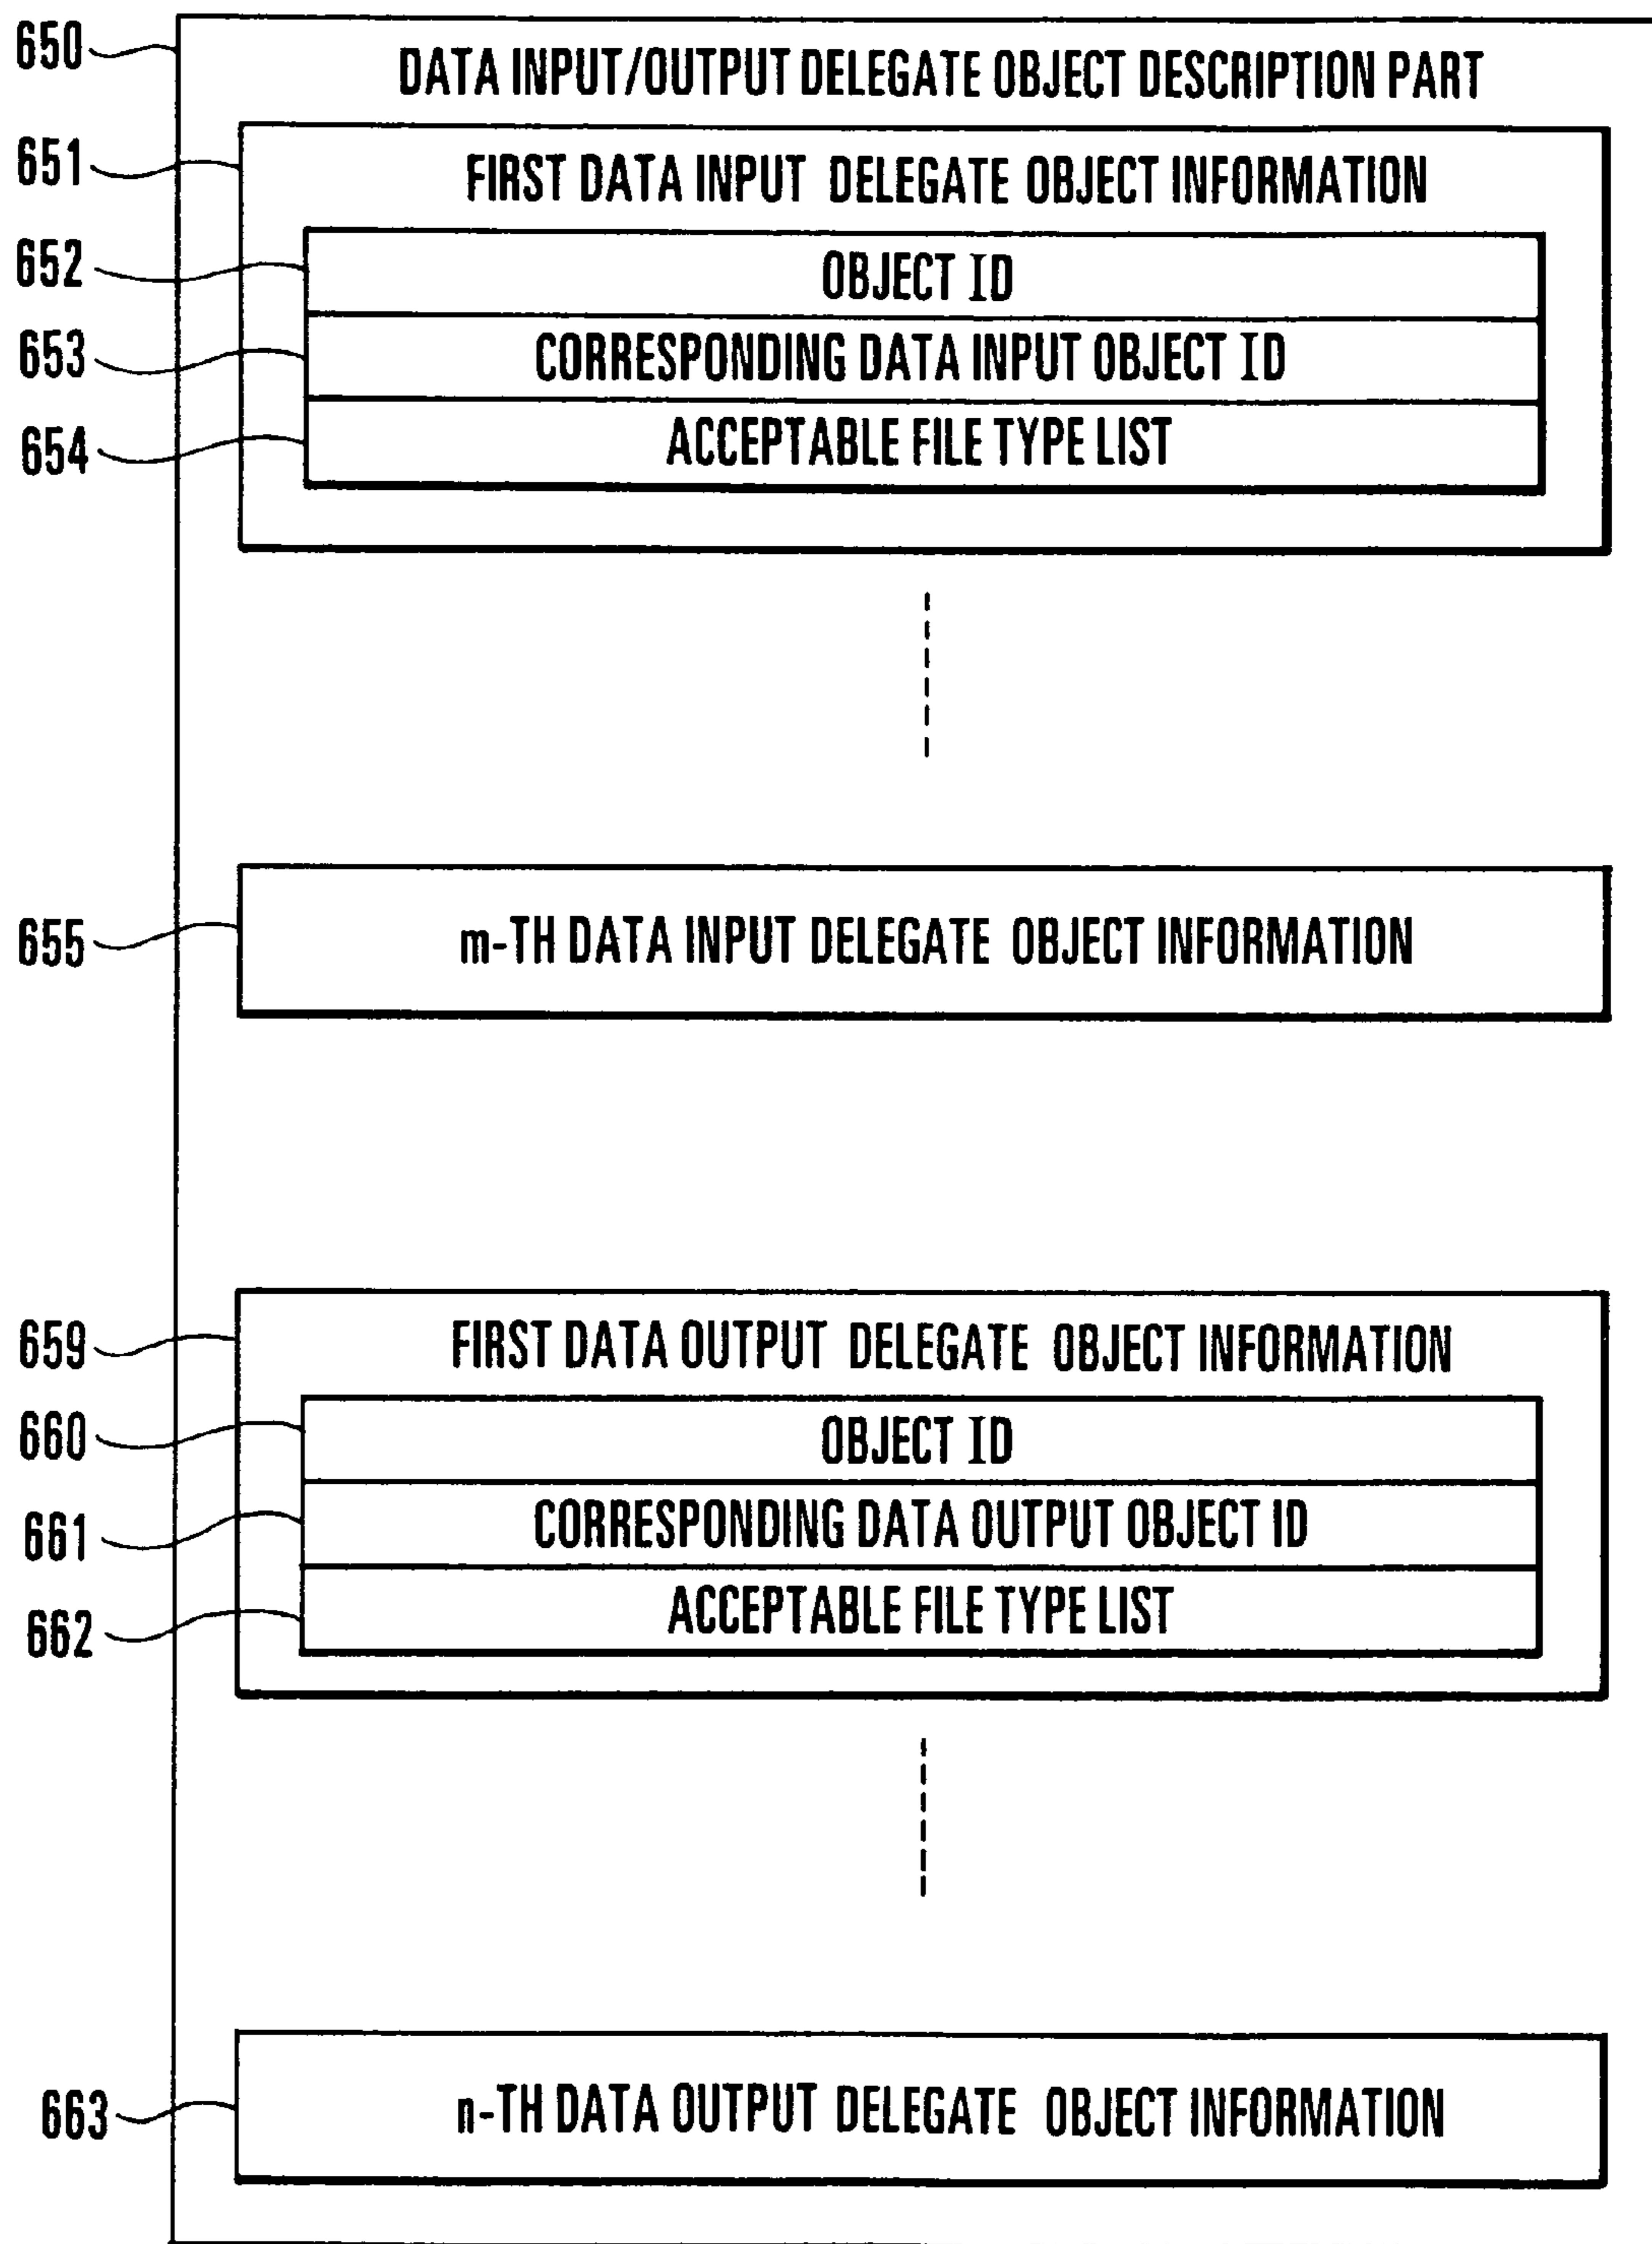 650
DATA INPUT/OUTPUT DELEGATE OBJECT DESCRIPTION PART
651
FIRST DATA INPUT DELEGATE OBJECT INFORMATION
652
OBJECT ID
653
CORRESPONDING DATA INPUT OBJECT ID
654
ACCEPTABLE FILE TYPE LIST
655
m-TH DATA INPUT DELEGATE OBJECT INFORMATION
659
FIRST DATA OUTPUT DELEGATE OBJECT INFORMATION
660
OBJECT ID
661
CORRESPONDING DATA OUTPUT OBJECT ID
662
ACCEPTABLE FILE TYPE LIST
663
n-TH DATA OUTPUT DELEGATE OBJECT INFORMATION